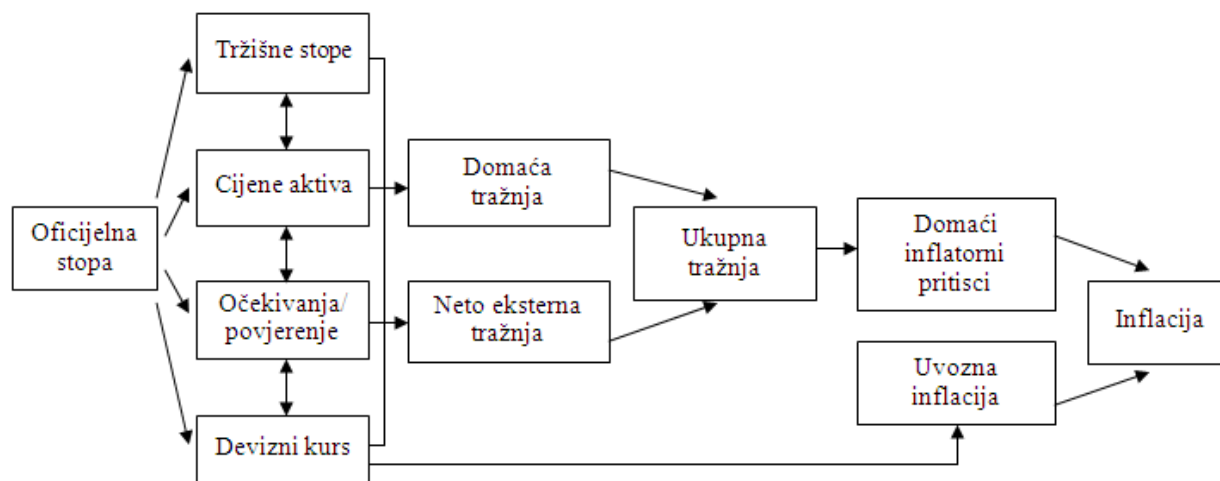 Tržišne stope
Cijene aktiva
Oficijelna
stopa
Očekivanja/
povjerenje
Devizni kurs
Domaća
tražnja
Neto eksterna
tražnja
Ukupna
tražnja
Domaći
inflatorni
pritisci
Uvozna
inflacija
Inflacija